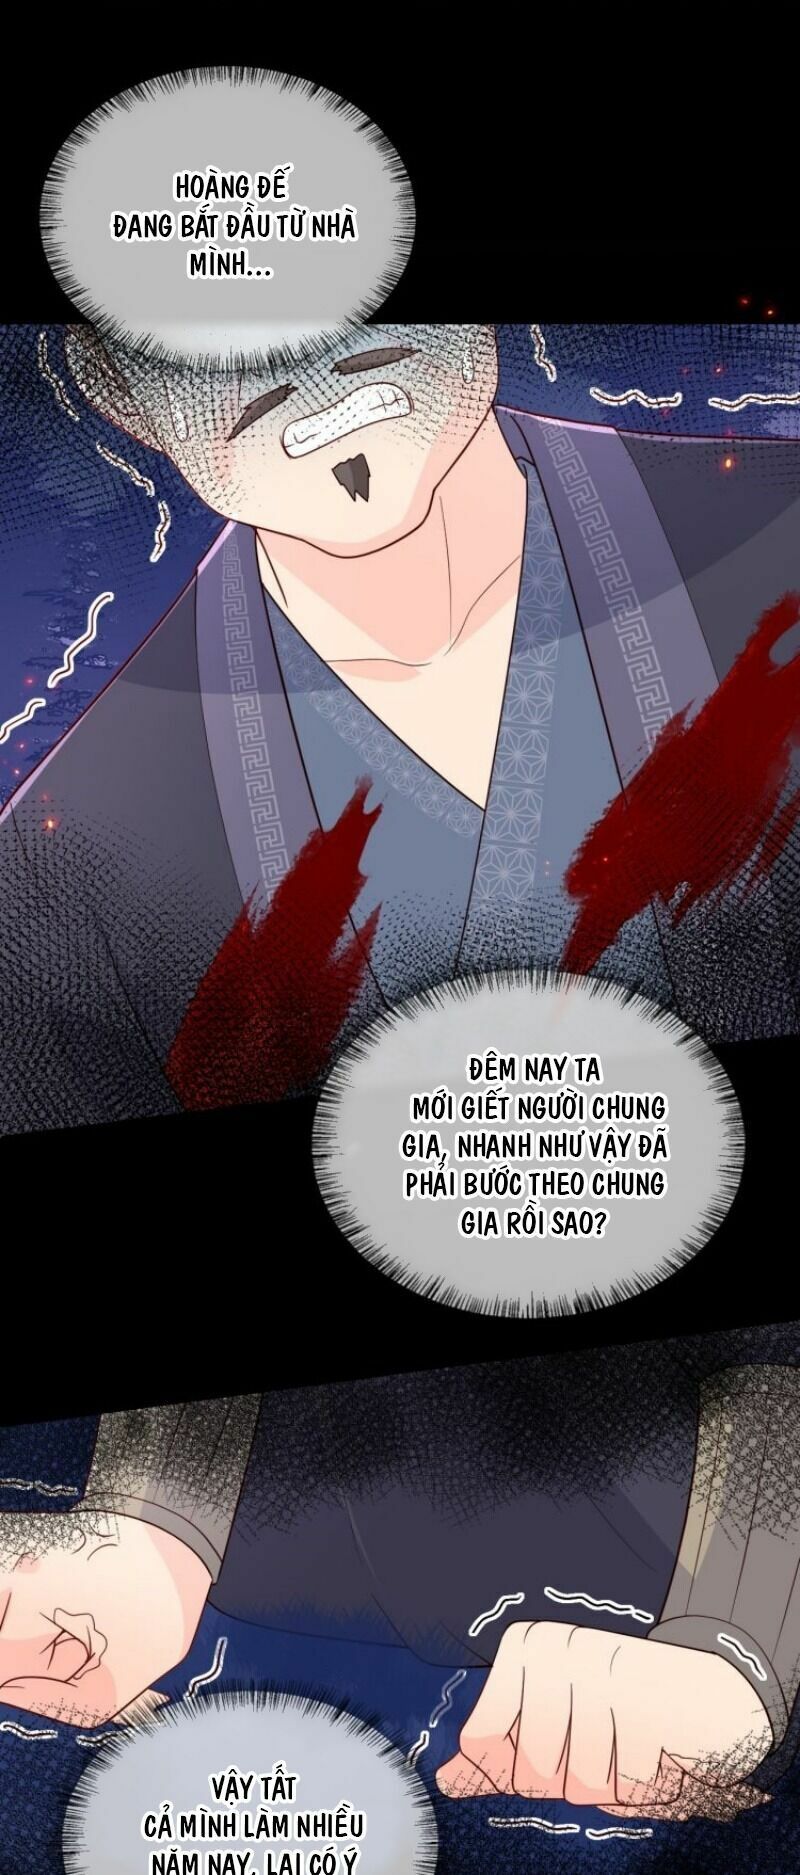 HOÀNG ĐẾ
ĐANG BẮT ĐẦU TỪ NHÀ
MÌNH...
ĐÊM NAY TA
MỚI GIẾT NGƯỜI CHUNG
GIA, NHANH NHƯ VẬY ĐÃ
PHẢI BƯỚC THEO CHUNG
GIA RỒI SAO?
VẬY TẤT
CẢ MÌNH LÀM NHIỀU
NĂM NAY, LẠI CÓ Ý